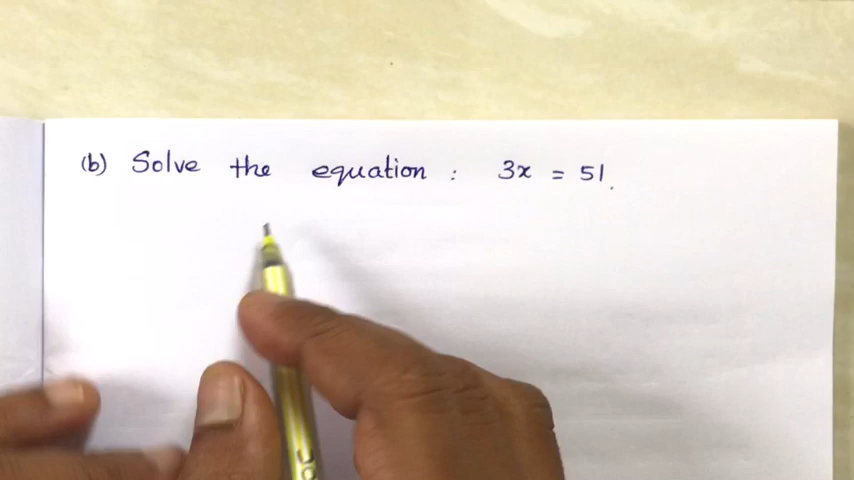 (b) Solve the equation : 3x = 51.